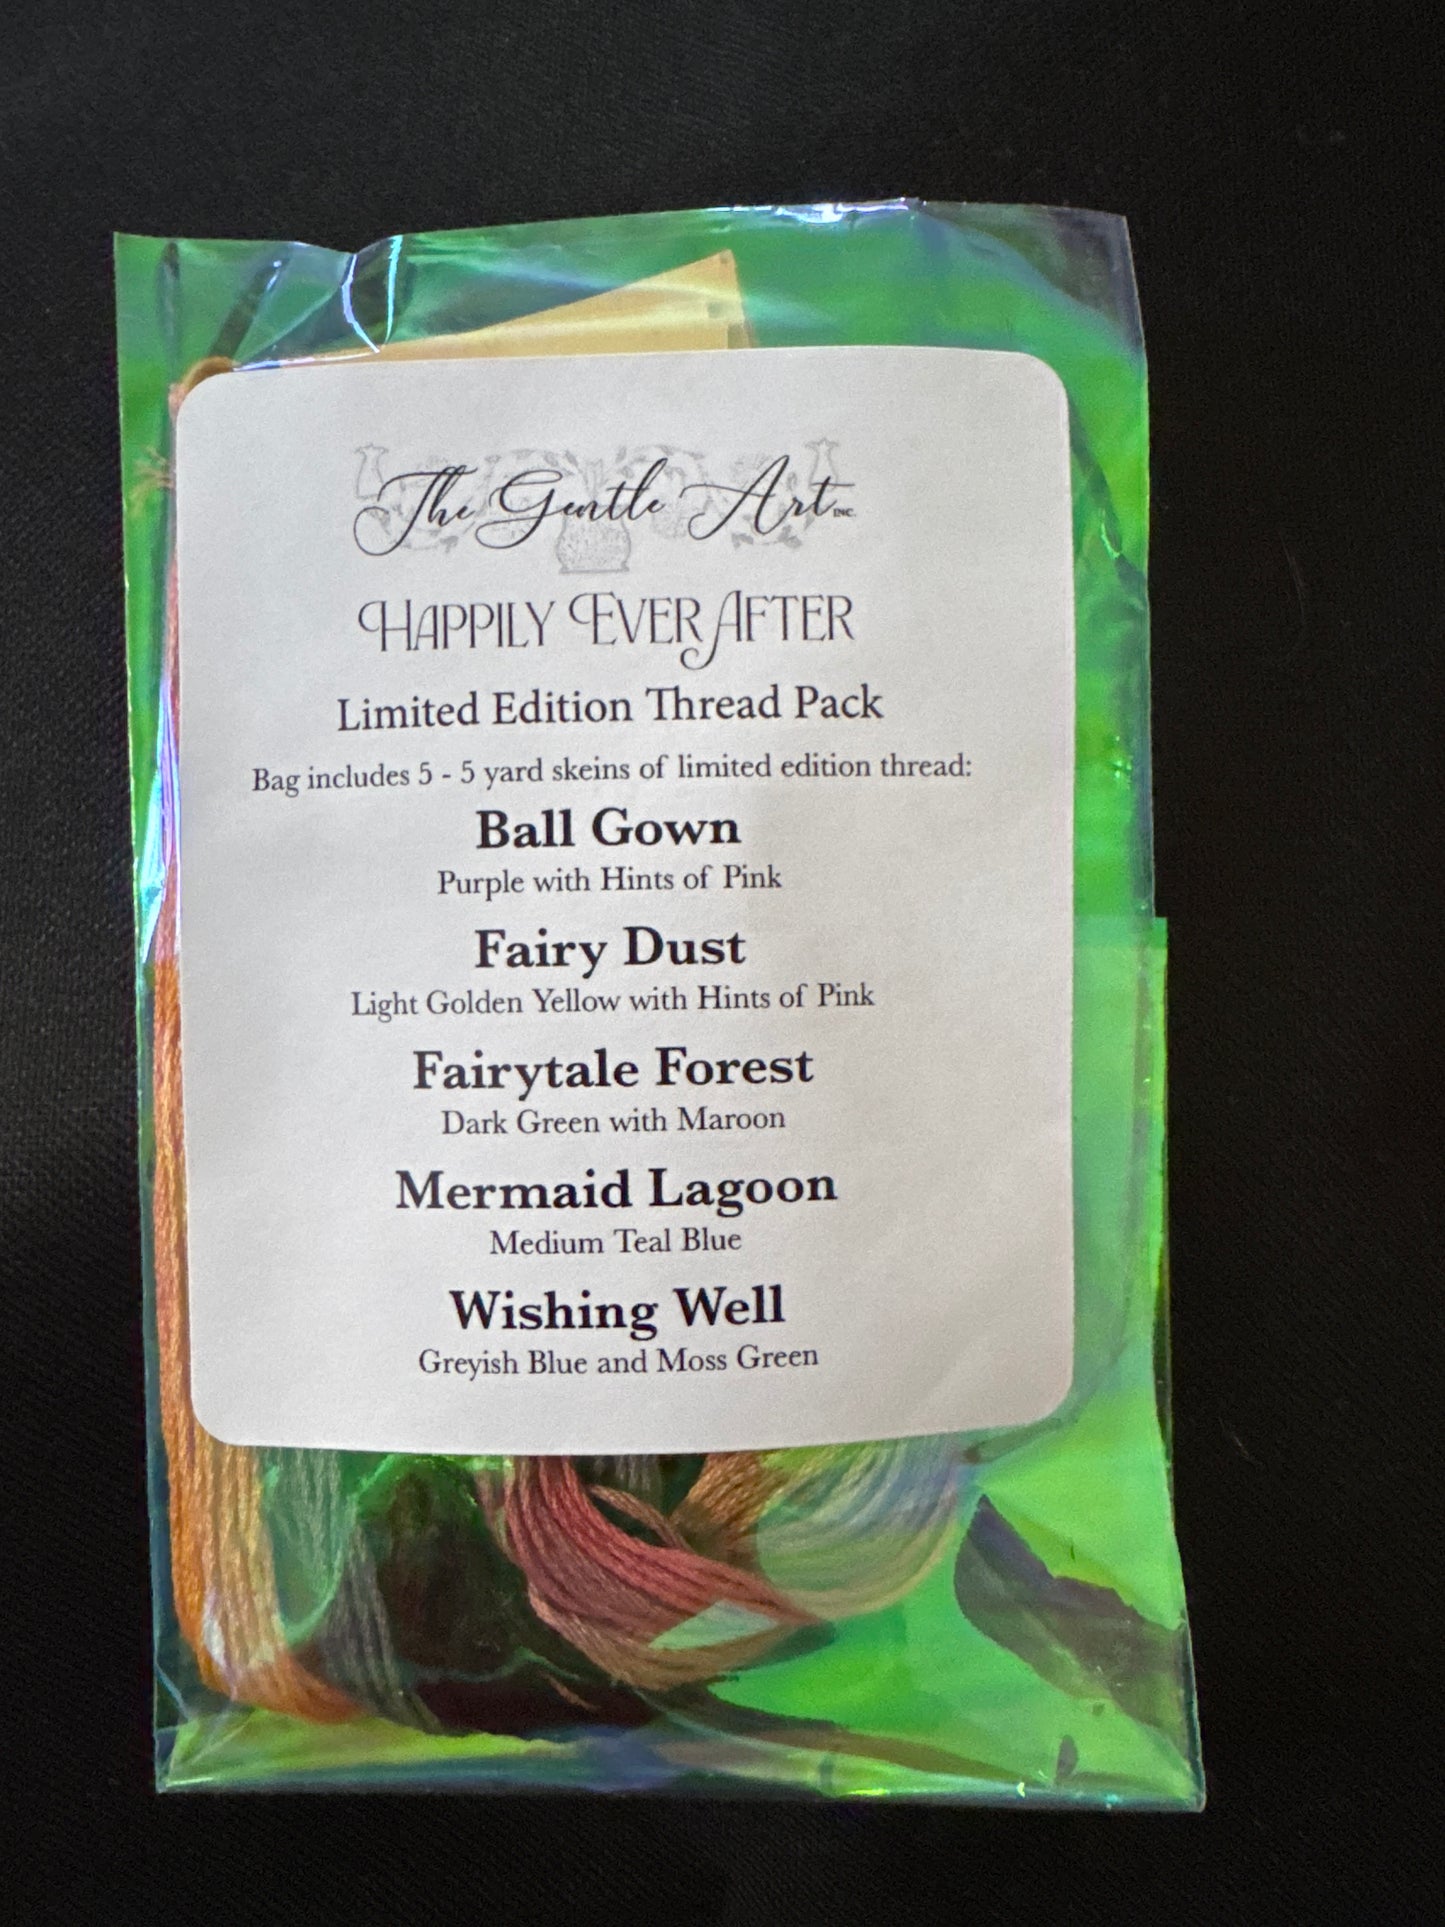 The Gentle Art INC.
HAPPILY EVER AFTER
Limited Edition Thread Pack
Bag includes 5 - 5 yard skeins of limited edition thread:
Ball Gown
Purple with Hints of Pink
Fairy Dust
Light Golden Yellow with Hints of Pink
Fairytale Forest
Dark Green with Maroon
Mermaid Lagoon
Medium Teal Blue
Wishing Well
Greyish Blue and Moss Green